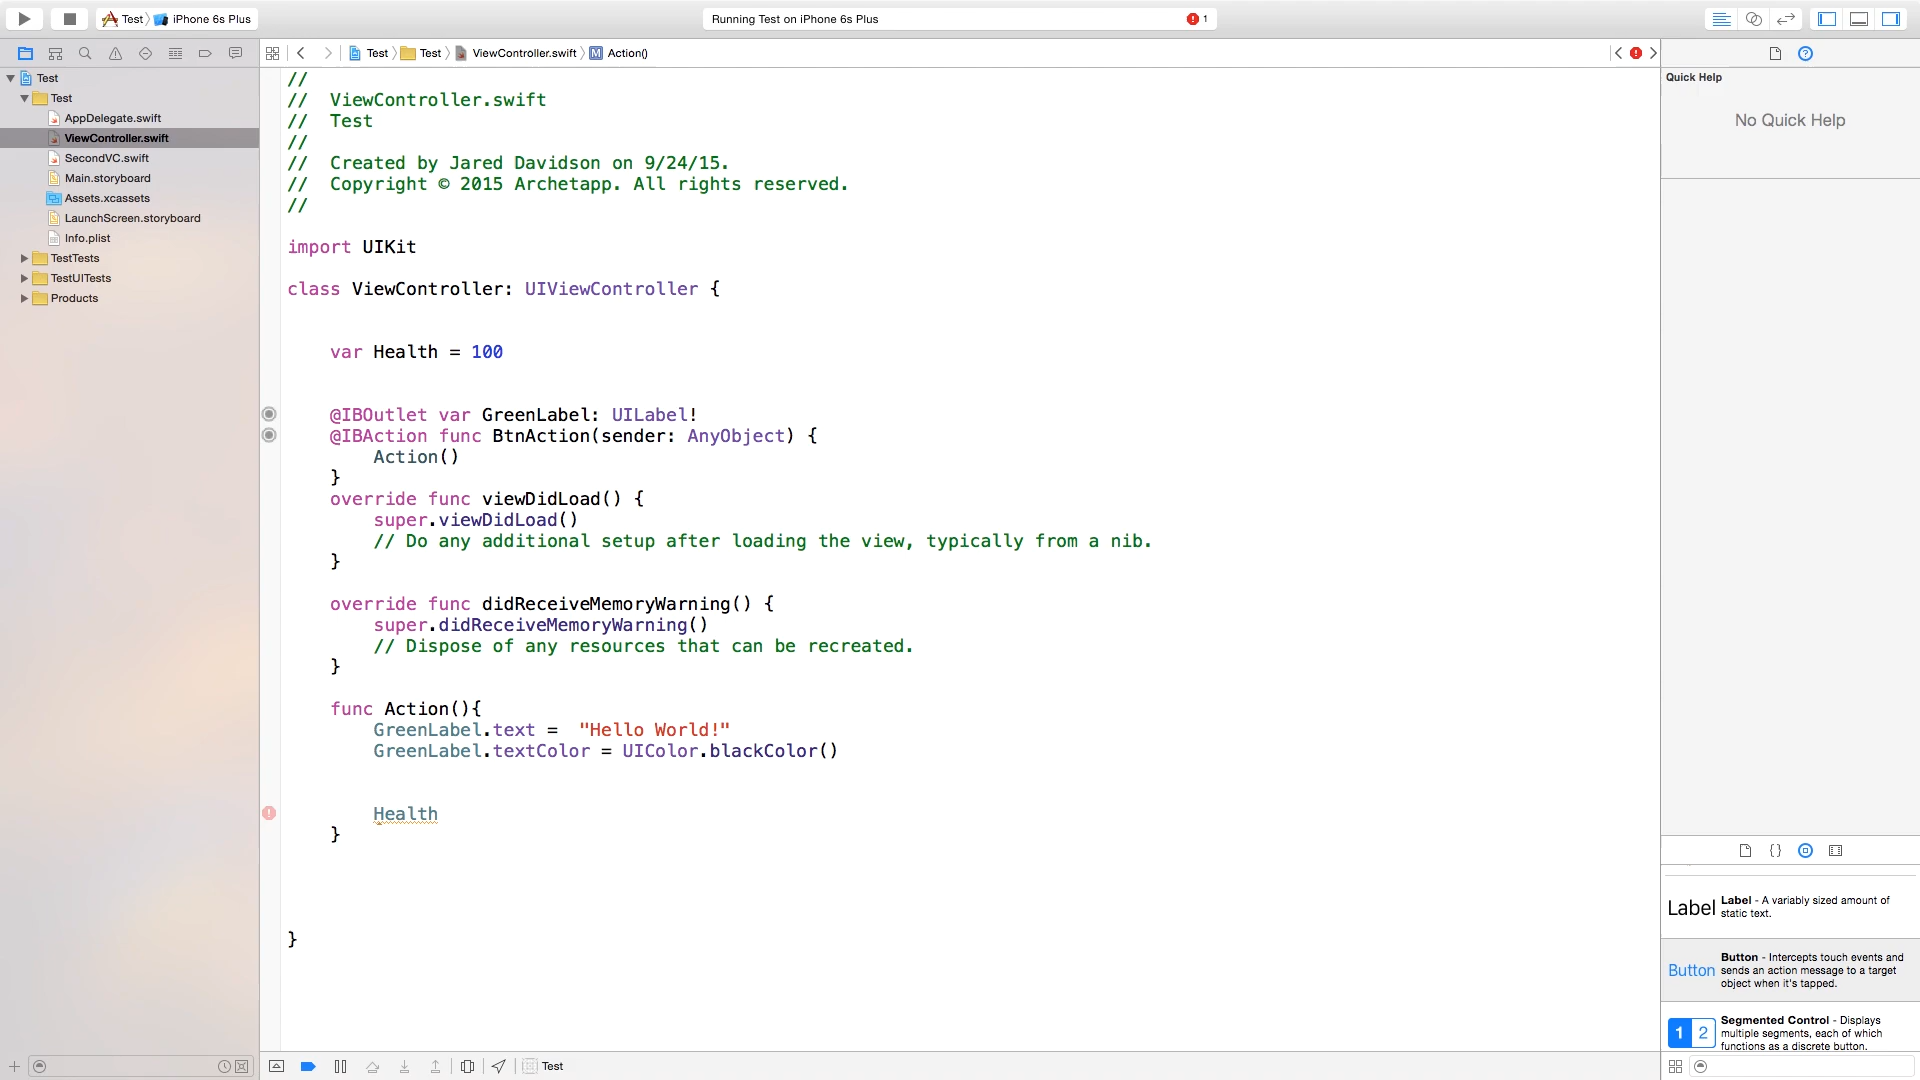 Test iPhone 6s Plus
Running Test on iPhone 6s Plus
1
Test Test ViewController.swift M Action()
Test
Test
AppDelegate.swift
ViewController.swift
SecondVC.swift
Main.storyboard
Assets.xcassets
LaunchScreen.storyboard
Info.plist
TestTests
TestUITests
Products
//
// ViewController.swift
// Test
//
// Created by Jared Davidson on 9/24/15.
// Copyright © 2015 Archetapp. All rights reserved.
//
import UIKit
class ViewController: UIViewController {
var Health = 100
@IBOutlet var GreenLabel: UILabel!
@IBAction func BtnAction(sender: AnyObject) {
Action()
}
override func viewDidLoad() {
super.viewDidLoad()
// Do any additional setup after loading the view, typically from a nib.
}
override func didReceiveMemoryWarning() {
super.didReceiveMemoryWarning()
// Dispose of any resources that can be recreated.
}
func Action(){
GreenLabel.text =  "Hello World!"
GreenLabel.textColor = UIColor.blackColor()
Health
}
}
Test
Quick Help
No Quick Help
{}
Label
Label - A variably sized amount of
static text.
Button
Button - Intercepts touch events and
sends an action message to a target
object when it's tapped.
1 2
Segmented Control - Displays
multiple segments, each of which
functions as a discrete button.